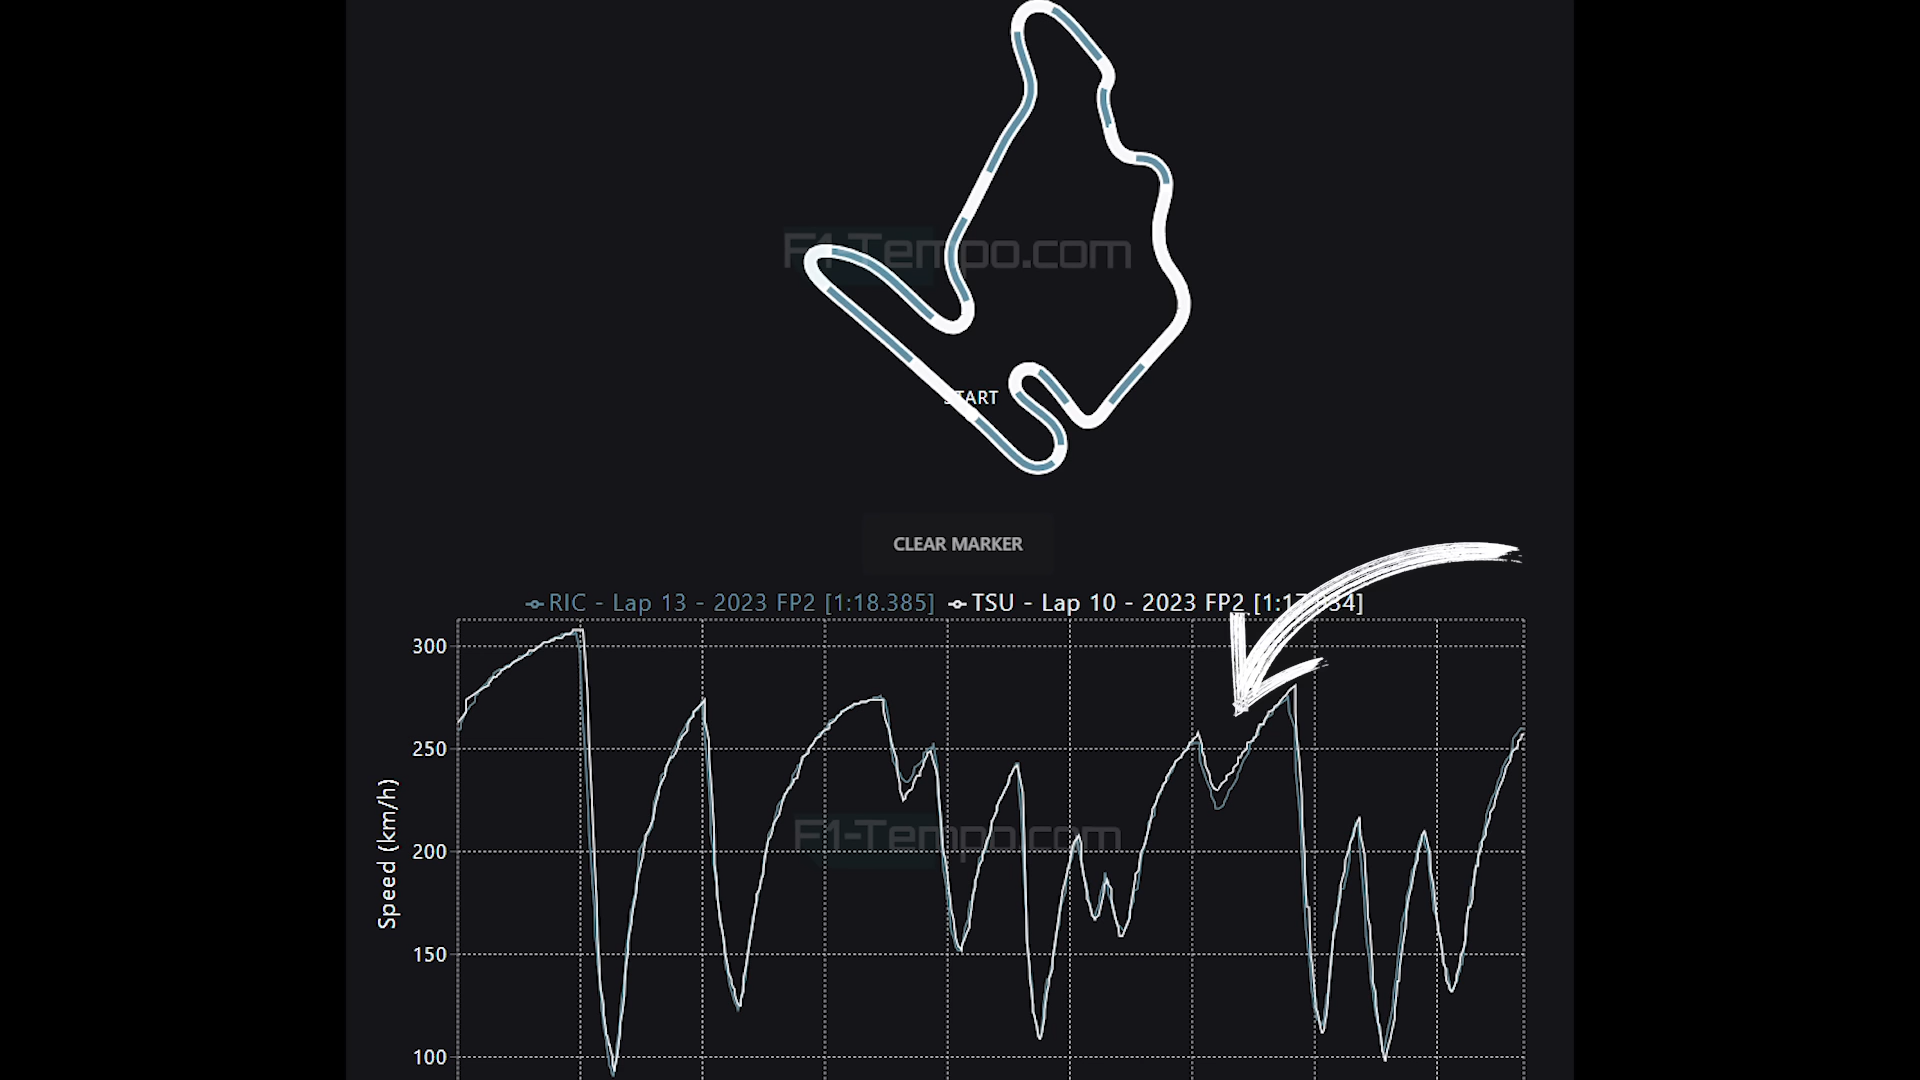 F1-Tempo.com
START
CLEAR MARKER
RIC - Lap 13 - 2023 FP2 [1:18.385]
TSU - Lap 10 - 2023 FP2
300
250
200
150
100
Speed (km/h)
F1-Tempo.com